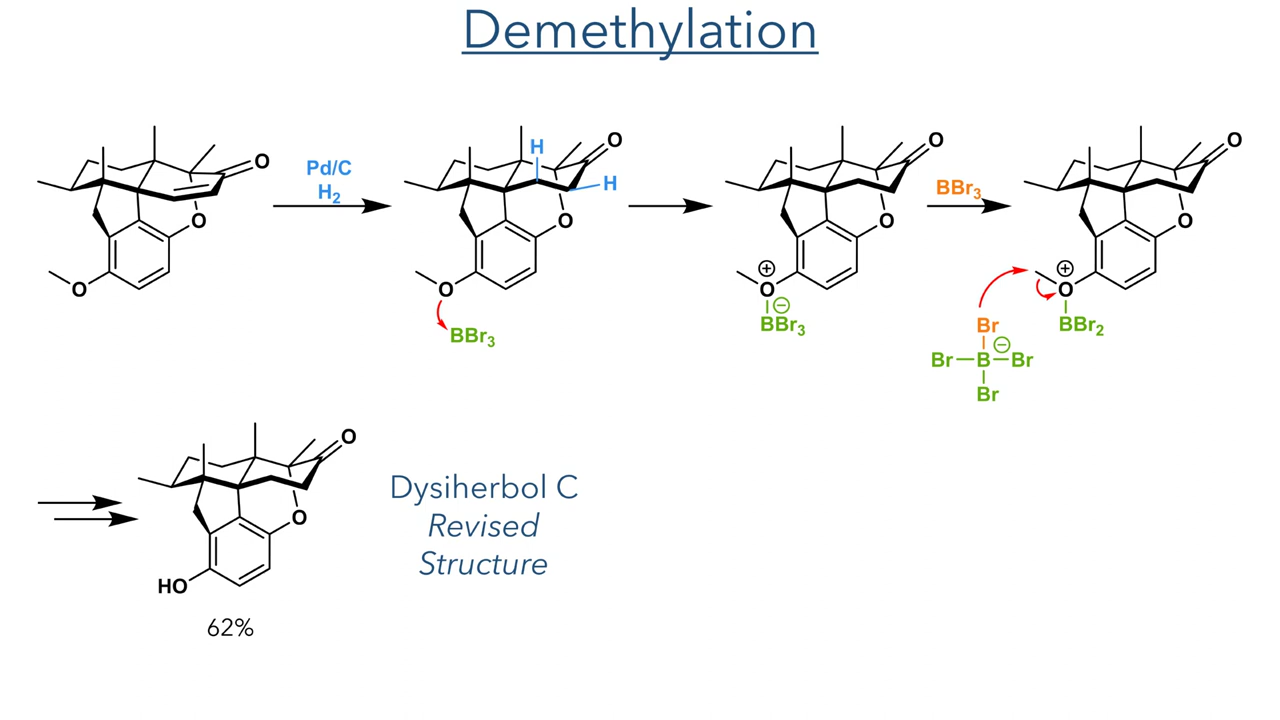 Demethylation
O
O
O
Pd/C
H₂
H
H
O
O
O
BBr₃
O
O
⊕
O
⊖
BBr₃
BBr₃
O
O
⊕
O
BBr₂
Br
⊖
Br B Br
Br
O
O
HO
62%
Dysiherbol C
Revised
Structure